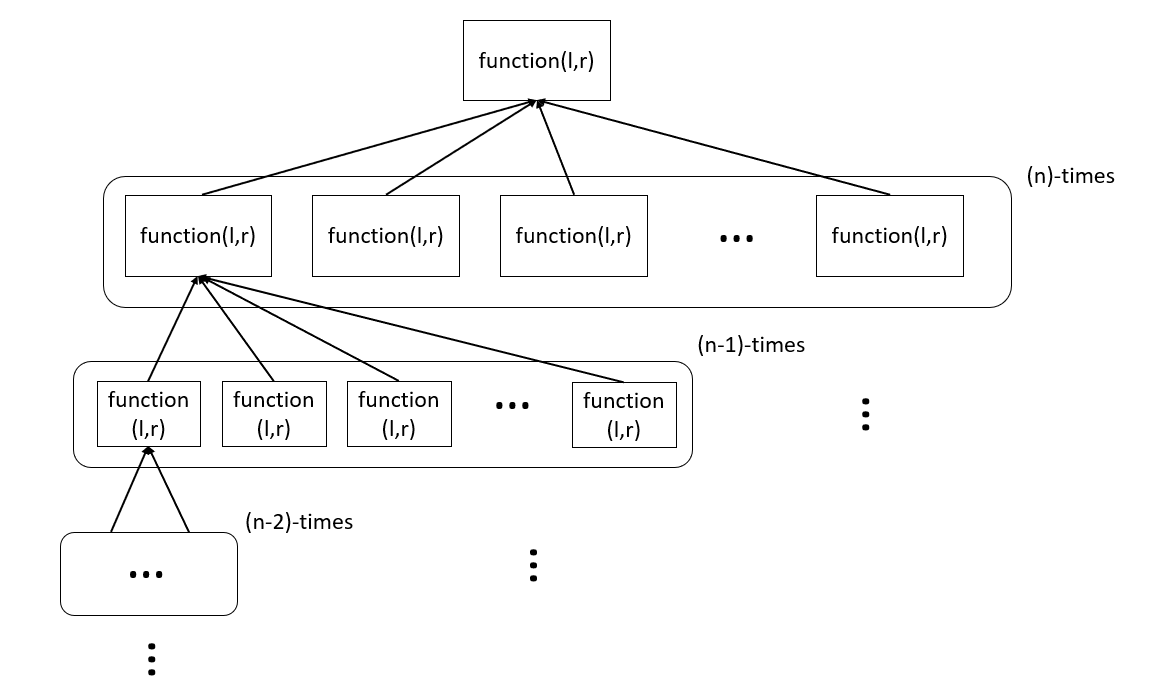 function(l,r)
(n)-times
function(l,r)
function(l,r)
function(l,r)
...
function(l,r)
(n-1)-times
function
(l,r)
function
(l,r)
function
(l,r)
...
function
(l,r)
(n-2)-times
...